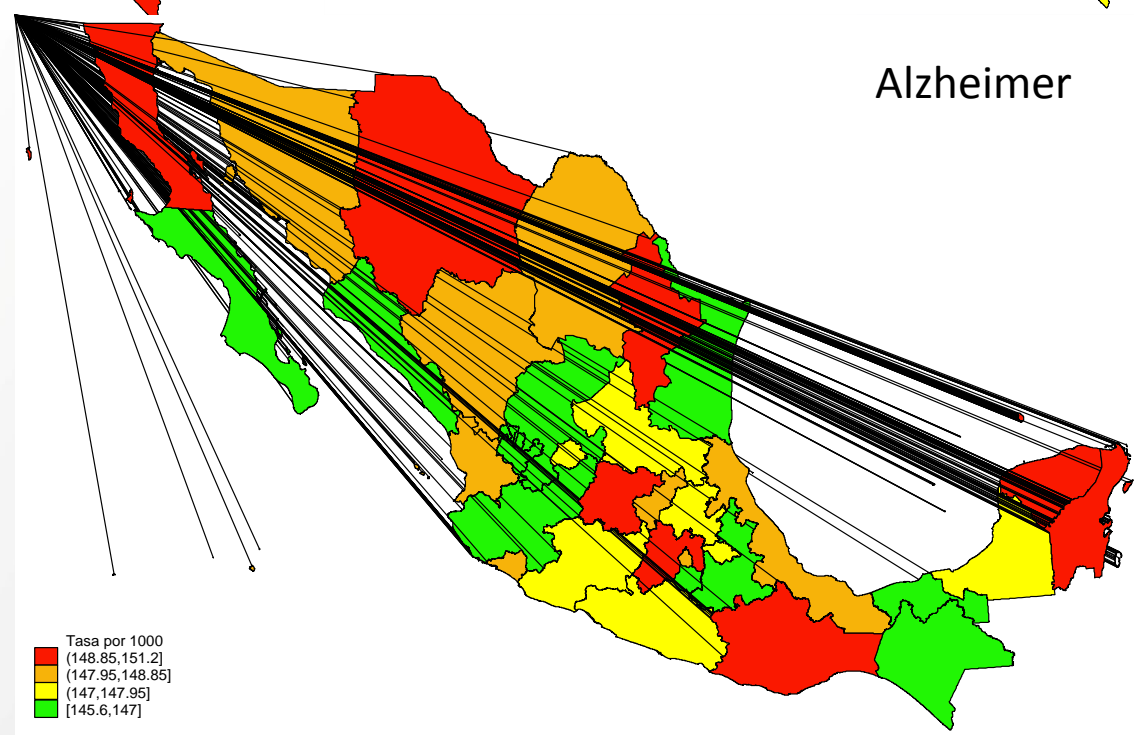 Alzheimer
Tasa por 1000
(148.85,151.2]
(147.95,148.85]
(147,147.95]
[145.6,147]